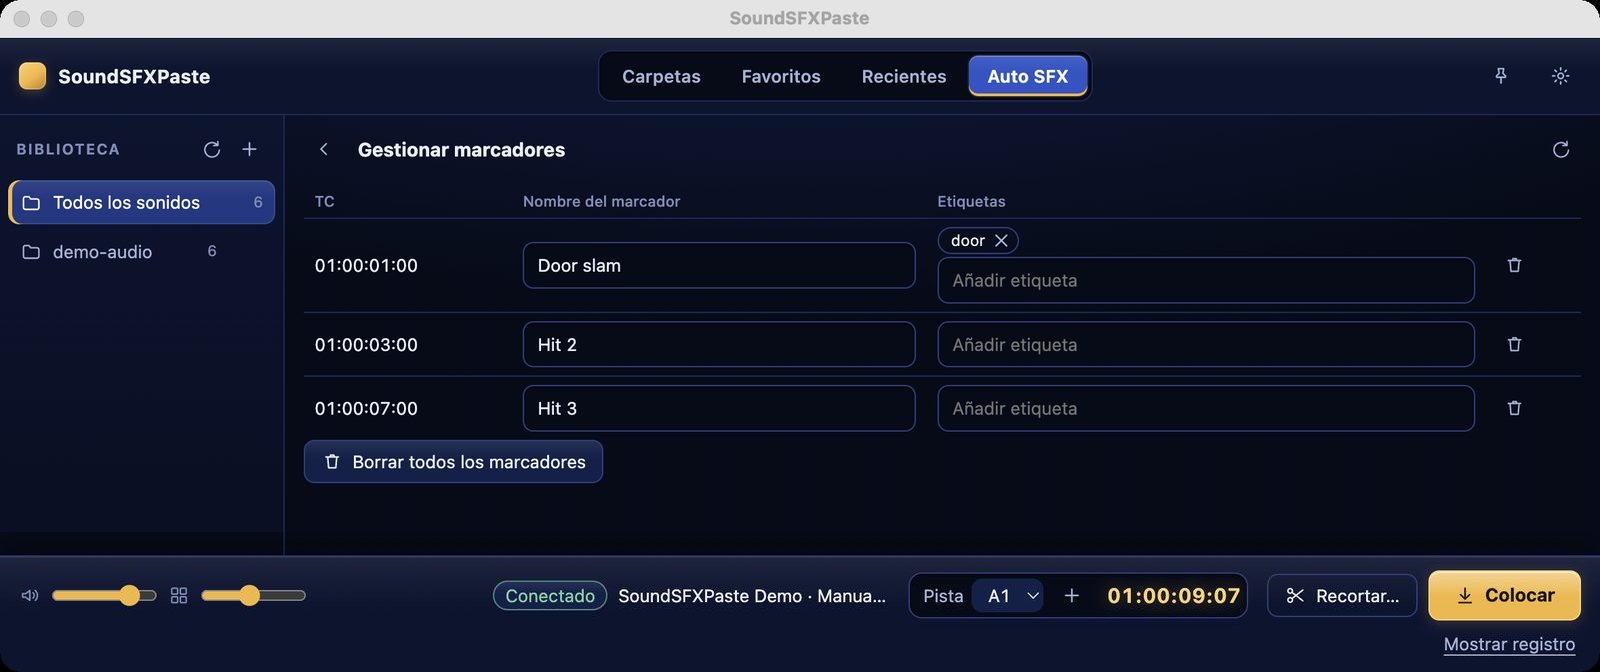 SoundSFXPaste
SoundSFXPaste
Carpetas Favoritos Recientes Auto SFX
BIBLIOTECA
Todos los sonidos 6
demo-audio 6
Gestionar marcadores
TC Nombre del marcador Etiquetas
door
01:00:01:00 Door slam Añadir etiqueta
01:00:03:00 Hit 2 Añadir etiqueta
01:00:07:00 Hit 3 Añadir etiqueta
Borrar todos los marcadores
Conectado SoundSFXPaste Demo · Manua... Pista A1 01:00:09:07 Recortar... Colocar
Mostrar registro